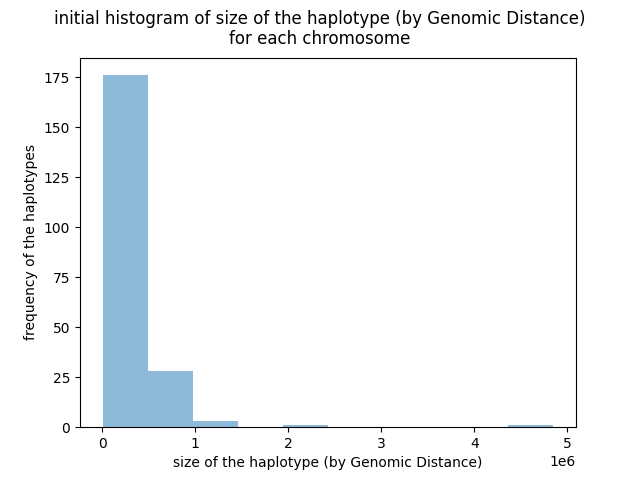 initial histogram of size of the haplotype (by Genomic Distance)
for each chromosome
175
150
125
100
75
50
25
0
frequency of the haplotypes
0 1 2 3 4 5
1e6
size of the haplotype (by Genomic Distance)